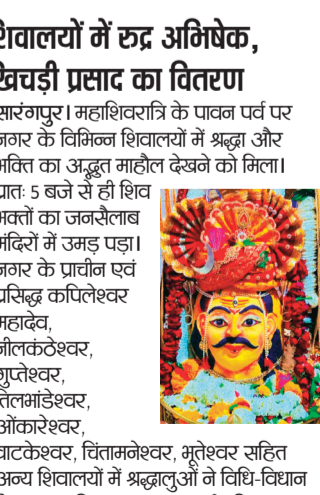 शिवालयों में रुद्र अभिषेक,
खिचड़ी प्रसाद का वितरण
सारंगपुर। महाशिवरात्रि के पावन पर्व पर
नगर के विभिन्न शिवालयों में श्रद्धा और
भक्ति का अद्भुत माहौल देखने को मिला।
प्रातः 5 बजे से ही शिव
भक्तों का जनसैलाब
मंदिरों में उमड़ पड़ा।
नगर के प्राचीन एवं
प्रसिद्ध कपिलेश्वर
महादेव,
नीलकंठेश्वर,
गुप्तेश्वर,
तिलभांडेश्वर,
ओंकारेश्वर,
वाटकेश्वर, चिंतामनेश्वर, भूतेश्वर सहित
अन्य शिवालयों में श्रद्धालुओं ने विधि-विधान